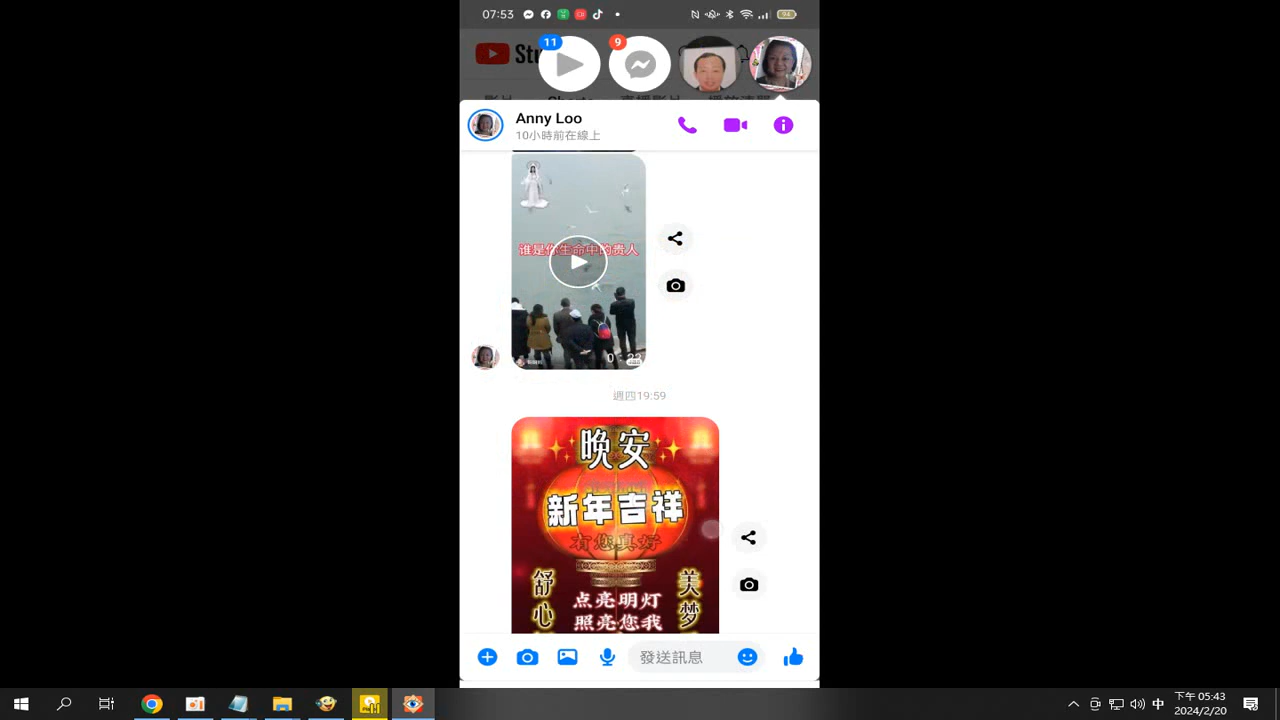 07:53
94
11
9
Stu
Anny Loo
10小時前在線上
谁是你生命中的贵人
0:22
週四19:59
晚安
新年吉祥
有您真好
舒心
美梦
点亮明灯
照亮您我
發送訊息
中
下午 05:43
2024/2/20